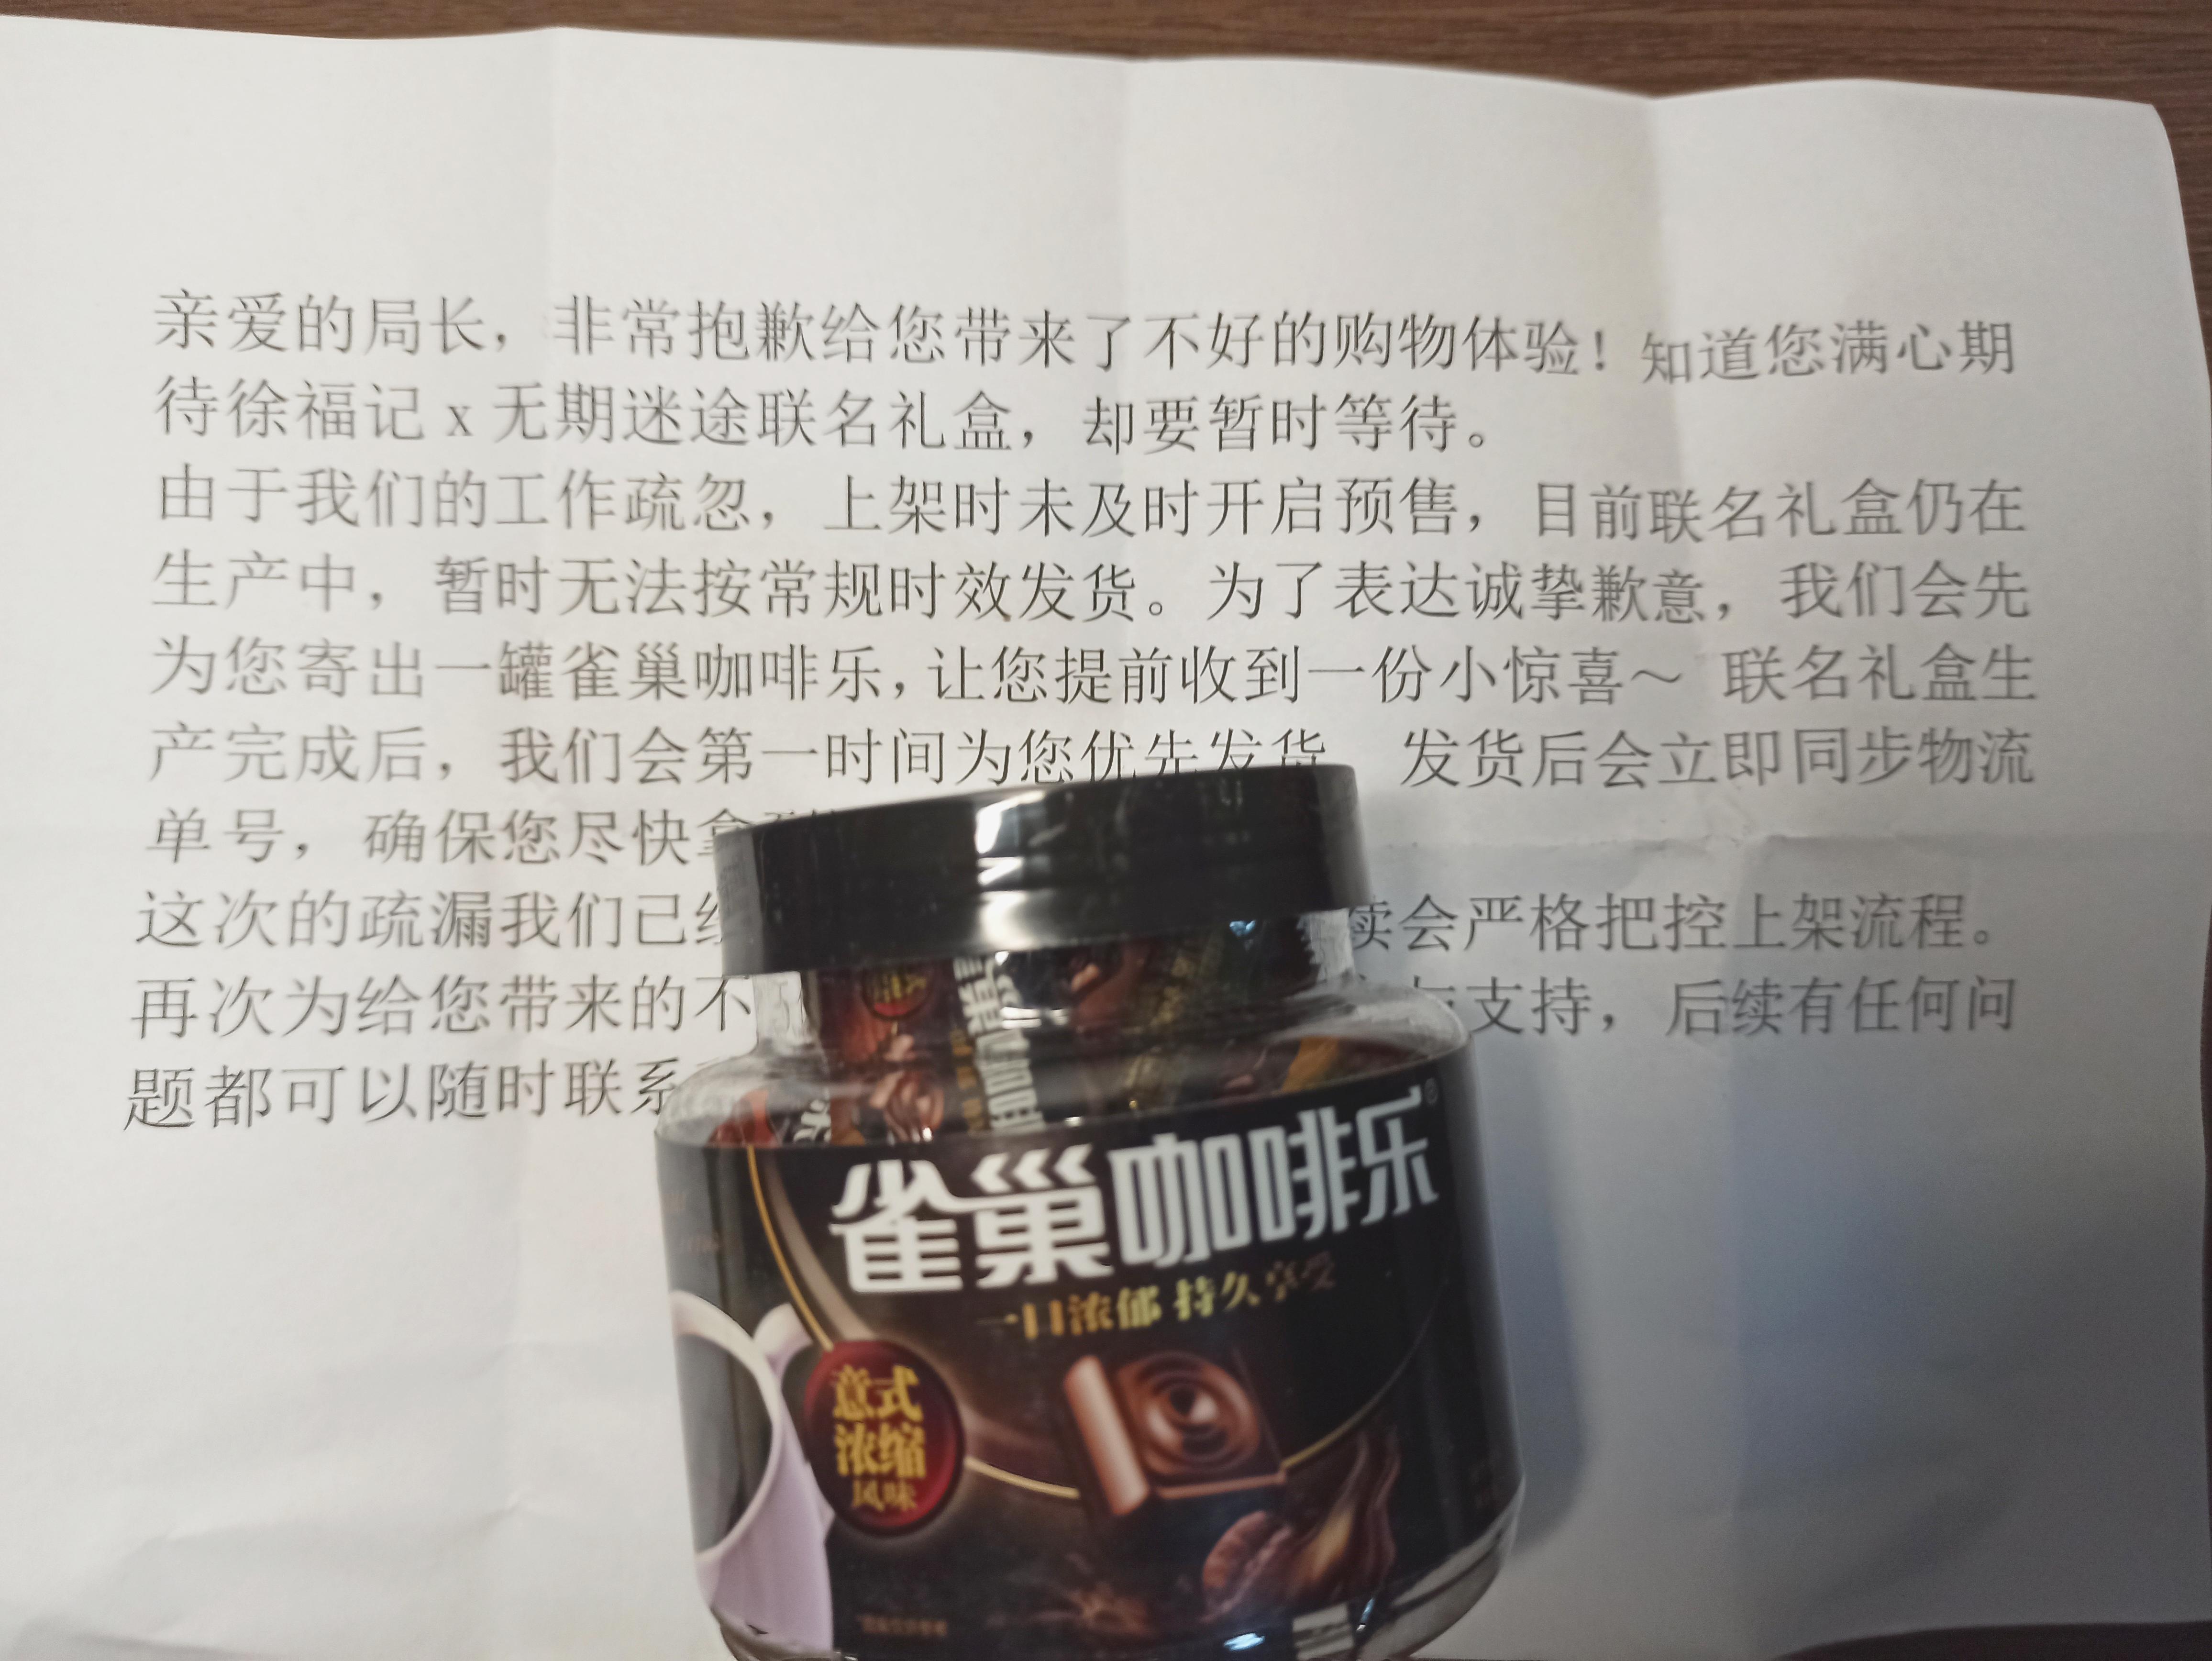 亲爱的局长，非常抱歉给您带来了不好的购物体验！知道您满心期
待徐福记x无期迷途联名礼盒，却要暂时等待。
由于我们的工作疏忽，上架时未及时开启预售，目前联名礼盒仍在
生产中，暂时无法按常规时效发货。为了表达诚挚歉意，我们会先
为您寄出一罐雀巢咖啡乐，让您提前收到一份小惊喜～ 联名礼盒生
产完成后，我们会第一时间为您优先发货 发货后会立即同步物流
单号，确保您尽快拿
这次的疏漏我们已 续会严格把控上架流程。
再次为给您带来的不 支持，后续有任何问
题都可以随时联系
雀巢咖啡乐
一口浓郁 持久享受
意式
浓缩
风味